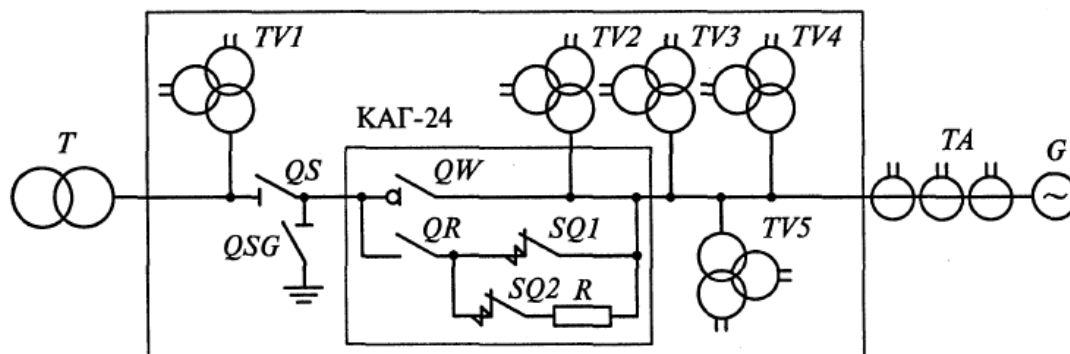 TV1
TV2
TV3
TV4
КАГ-24
T
QS
QW
TA
G
~
QSG
QR
SQ1
TV5
SQ2
R